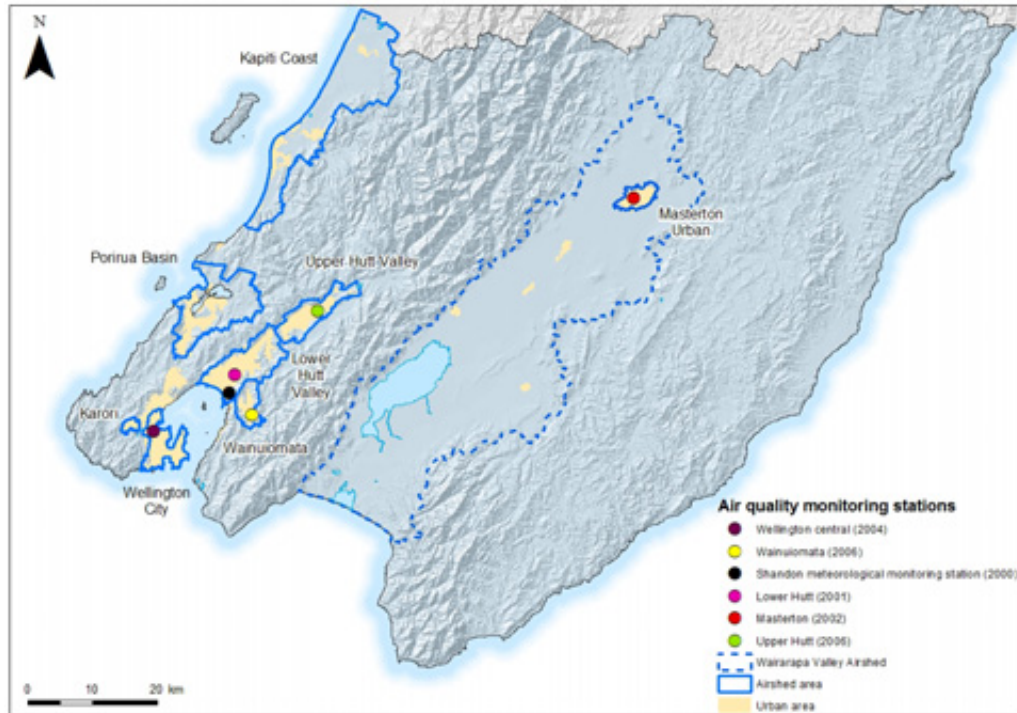 N
Kapiti Coast
Porirua Basin
Upper Hutt Valley
Masterton
Urban
Lower
Hutt
Valley
Karori
Wainuiomata
Wellington
City
Air quality monitoring stations
Wellington central (2004)
Wainuiomata (2006)
Shandon meteorological monitoring station (2000)
Lower Hutt (2001)
Masterton (2002)
Upper Hutt (2006)
Wairarapa Valley Airshed
Airshed area
Urban area
0 10 20 km